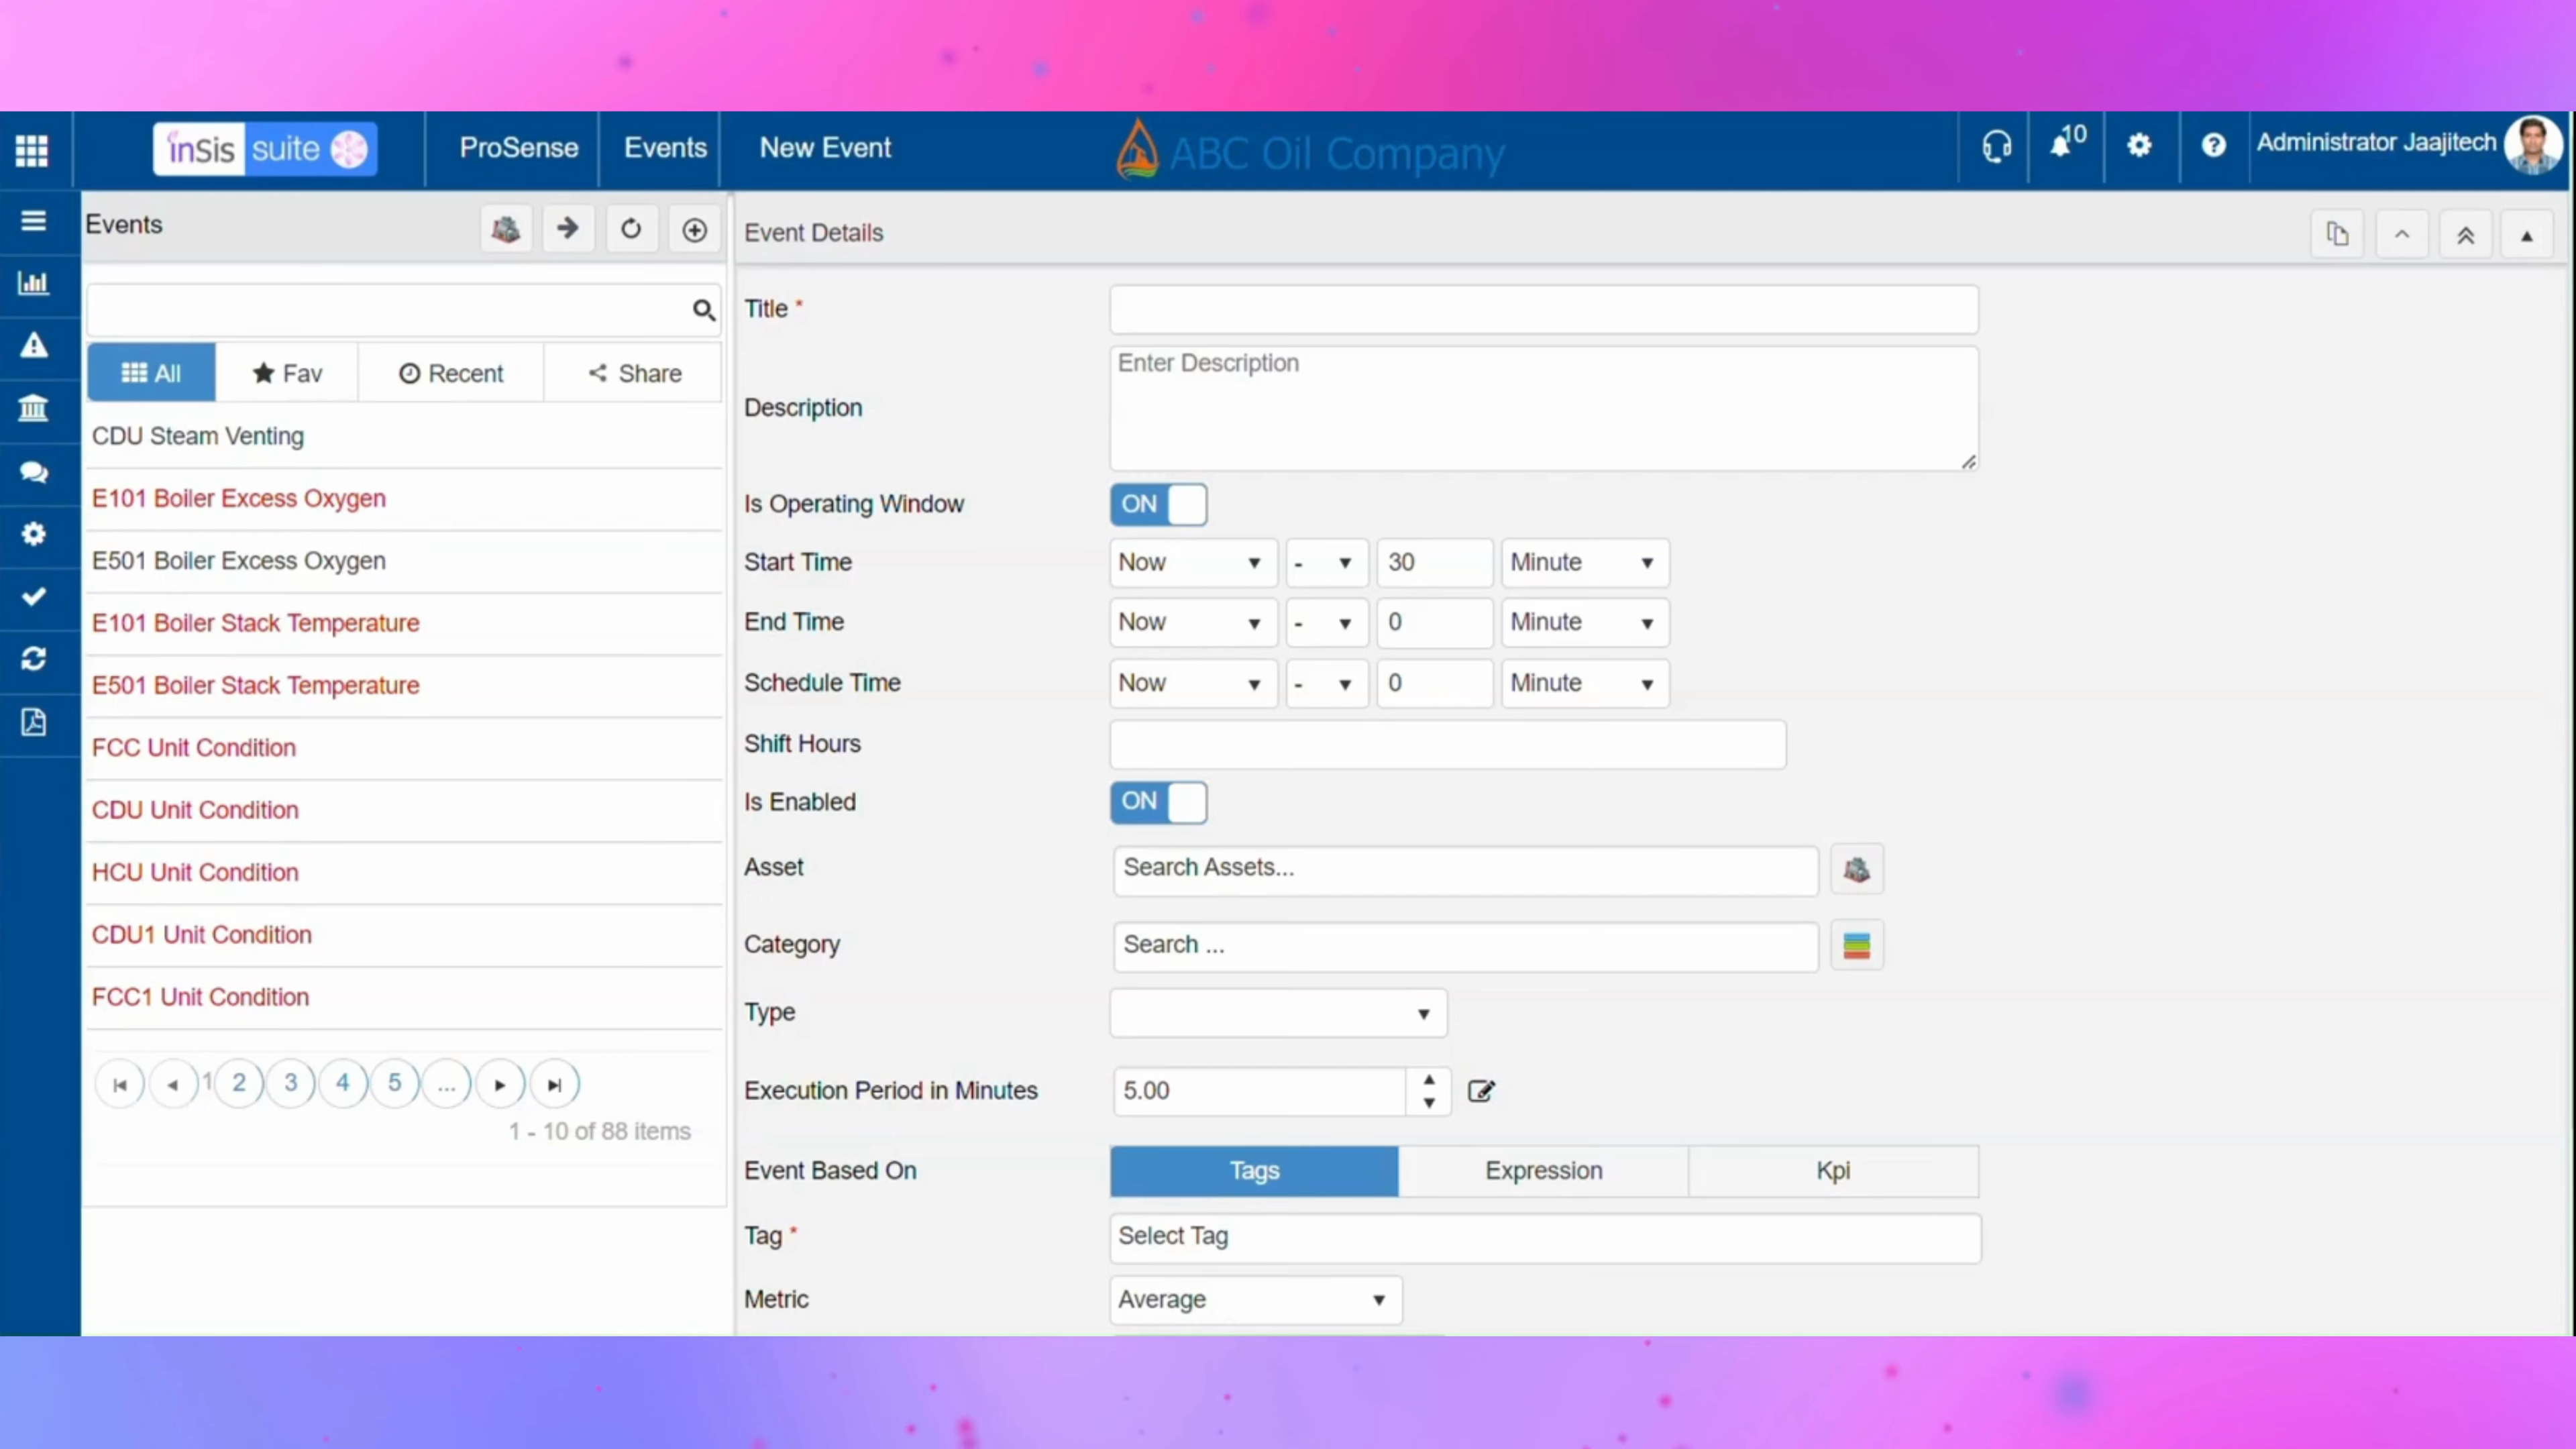 inSis suite
ProSense
Events
New Event
ABC Oil Company
10
Administrator Jaajitech
Events
All
Fav
Recent
Share
CDU Steam Venting
E101 Boiler Excess Oxygen
E501 Boiler Excess Oxygen
E101 Boiler Stack Temperature
E501 Boiler Stack Temperature
FCC Unit Condition
CDU Unit Condition
HCU Unit Condition
CDU1 Unit Condition
FCC1 Unit Condition
1 2 3 4 5 ...
1 - 10 of 88 items
Event Details
Title *
Description
Enter Description
Is Operating Window ON
Start Time Now - 30 Minute
End Time Now - 0 Minute
Schedule Time Now - 0 Minute
Shift Hours
Is Enabled ON
Asset Search Assets...
Category Search ...
Type
Execution Period in Minutes 5.00
Event Based On Tags Expression Kpi
Tag * Select Tag
Metric Average